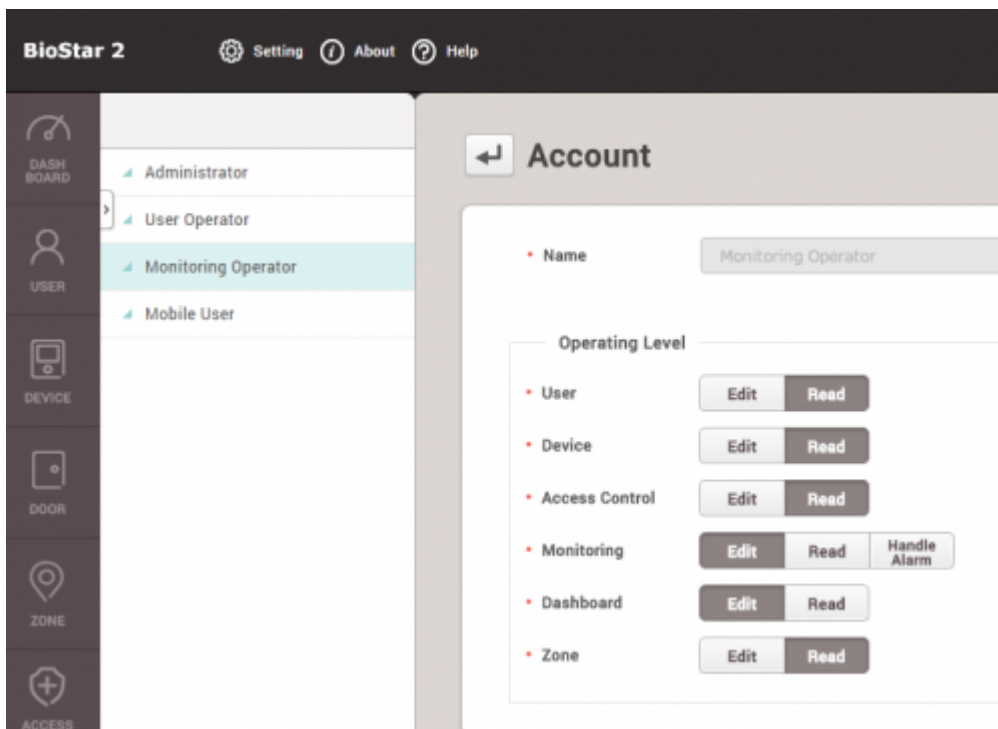 BioStar 2 Setting About Help
DASH
BOARD
USER
DEVICE
DOOR
ZONE
ACCESS
Administrator
User Operator
Monitoring Operator
Mobile User
Account
Name Monitoring Operator
Operating Level
User Edit Read
Device Edit Read
Access Control Edit Read
Monitoring Edit Read Handle Alarm
Dashboard Edit Read
Zone Edit Read